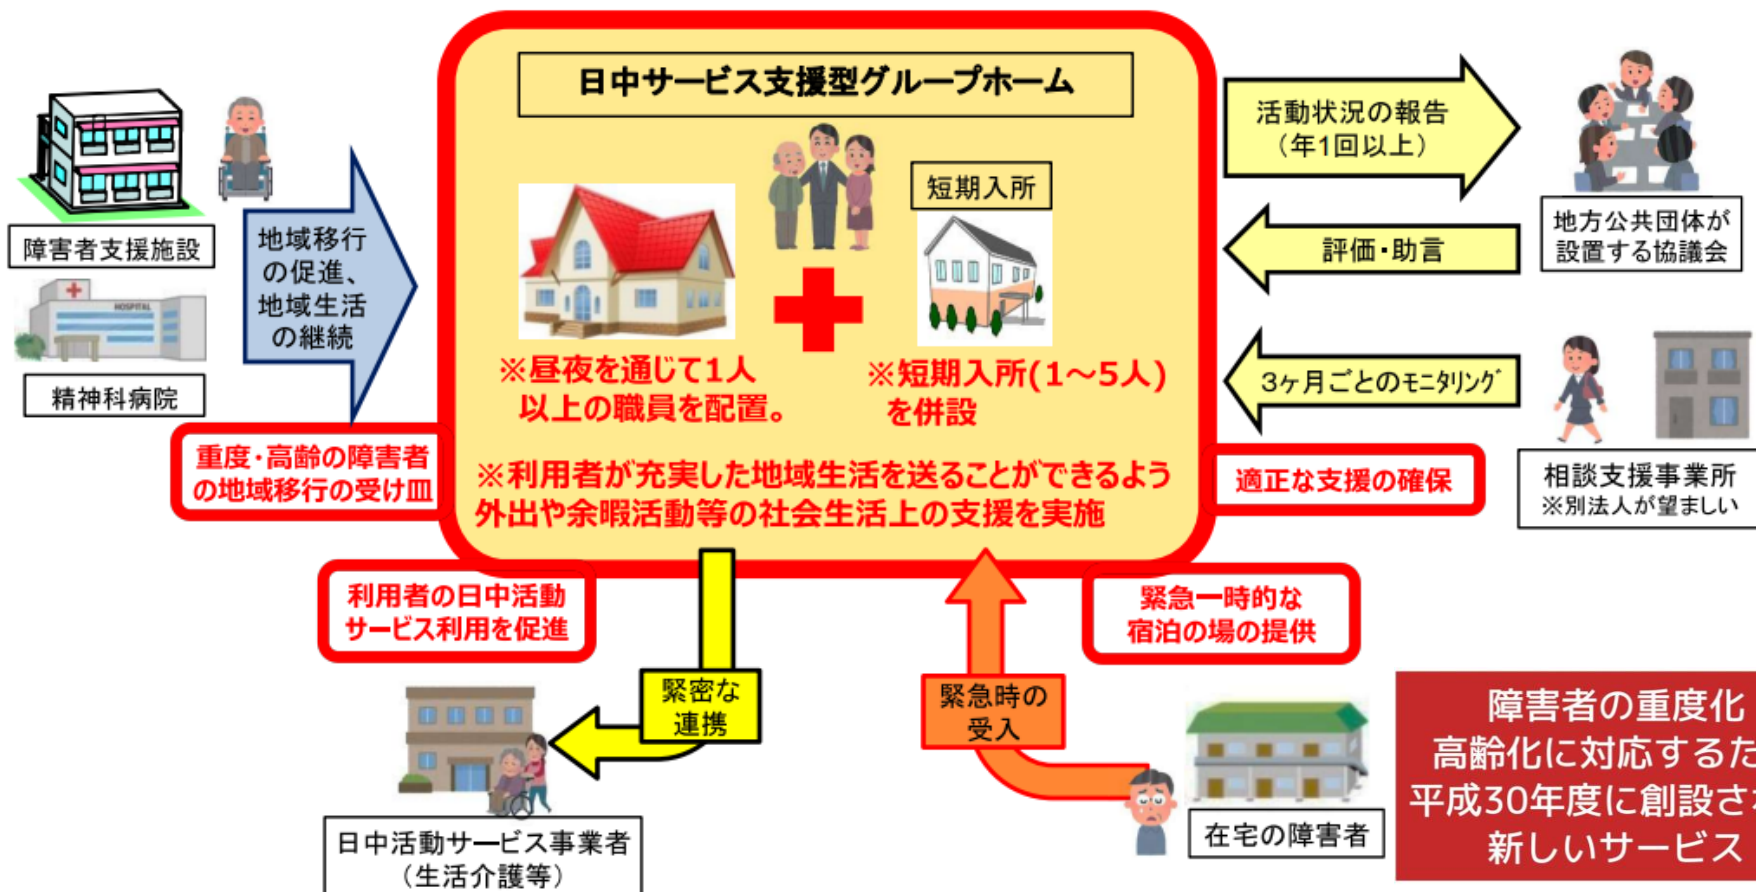 日中サービス支援型グループホーム
短期入所
※昼夜を通じて1人
以上の職員を配置。
※短期入所(1～5人)
を併設
※利用者が充実した地域生活を送ることができるよう
外出や余暇活動等の社会生活上の支援を実施
障害者支援施設
HOSPITAL
精神科病院
地域移行
の促進、
地域生活
の継続
重度・高齢の障害者
の地域移行の受け皿
活動状況の報告
（年1回以上）
評価・助言
地方公共団体が
設置する協議会
3ヶ月ごとのモニタリング
適正な支援の確保
相談支援事業所
※別法人が望ましい
利用者の日中活動
サービス利用を促進
緊密な
連携
日中活動サービス事業者
（生活介護等）
緊急一時的な
宿泊の場の提供
緊急時の
受入
在宅の障害者
障害者の重度化
高齢化に対応するた
平成30年度に創設さ
新しいサービス